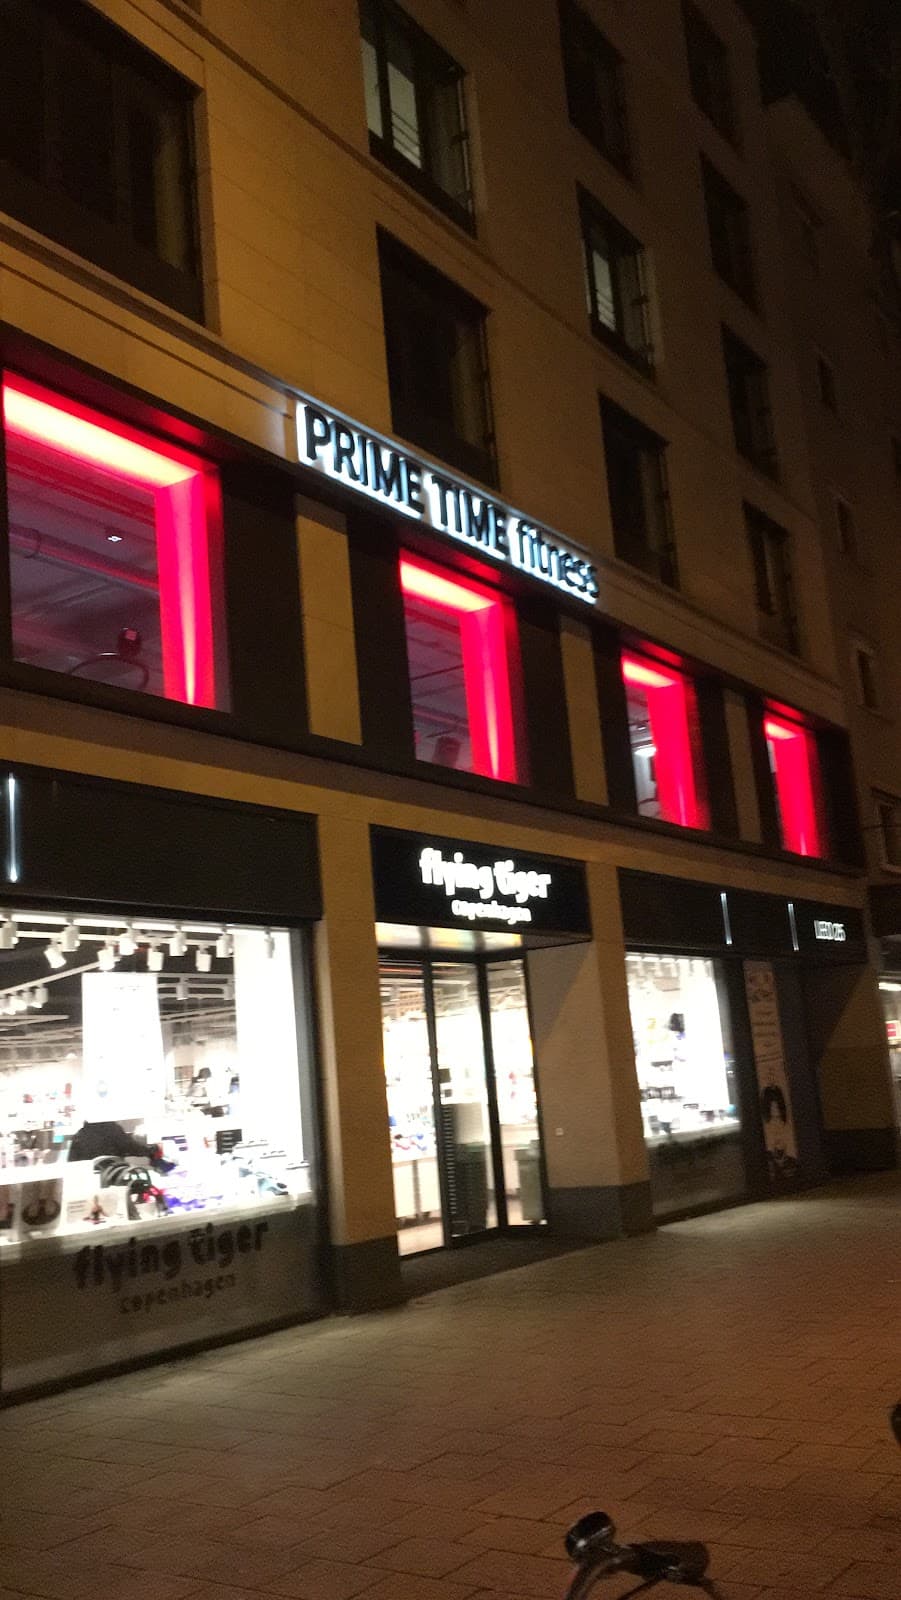 PRIME TIME fitness
flying tiger
copenhagen
flying tiger
copenhagen